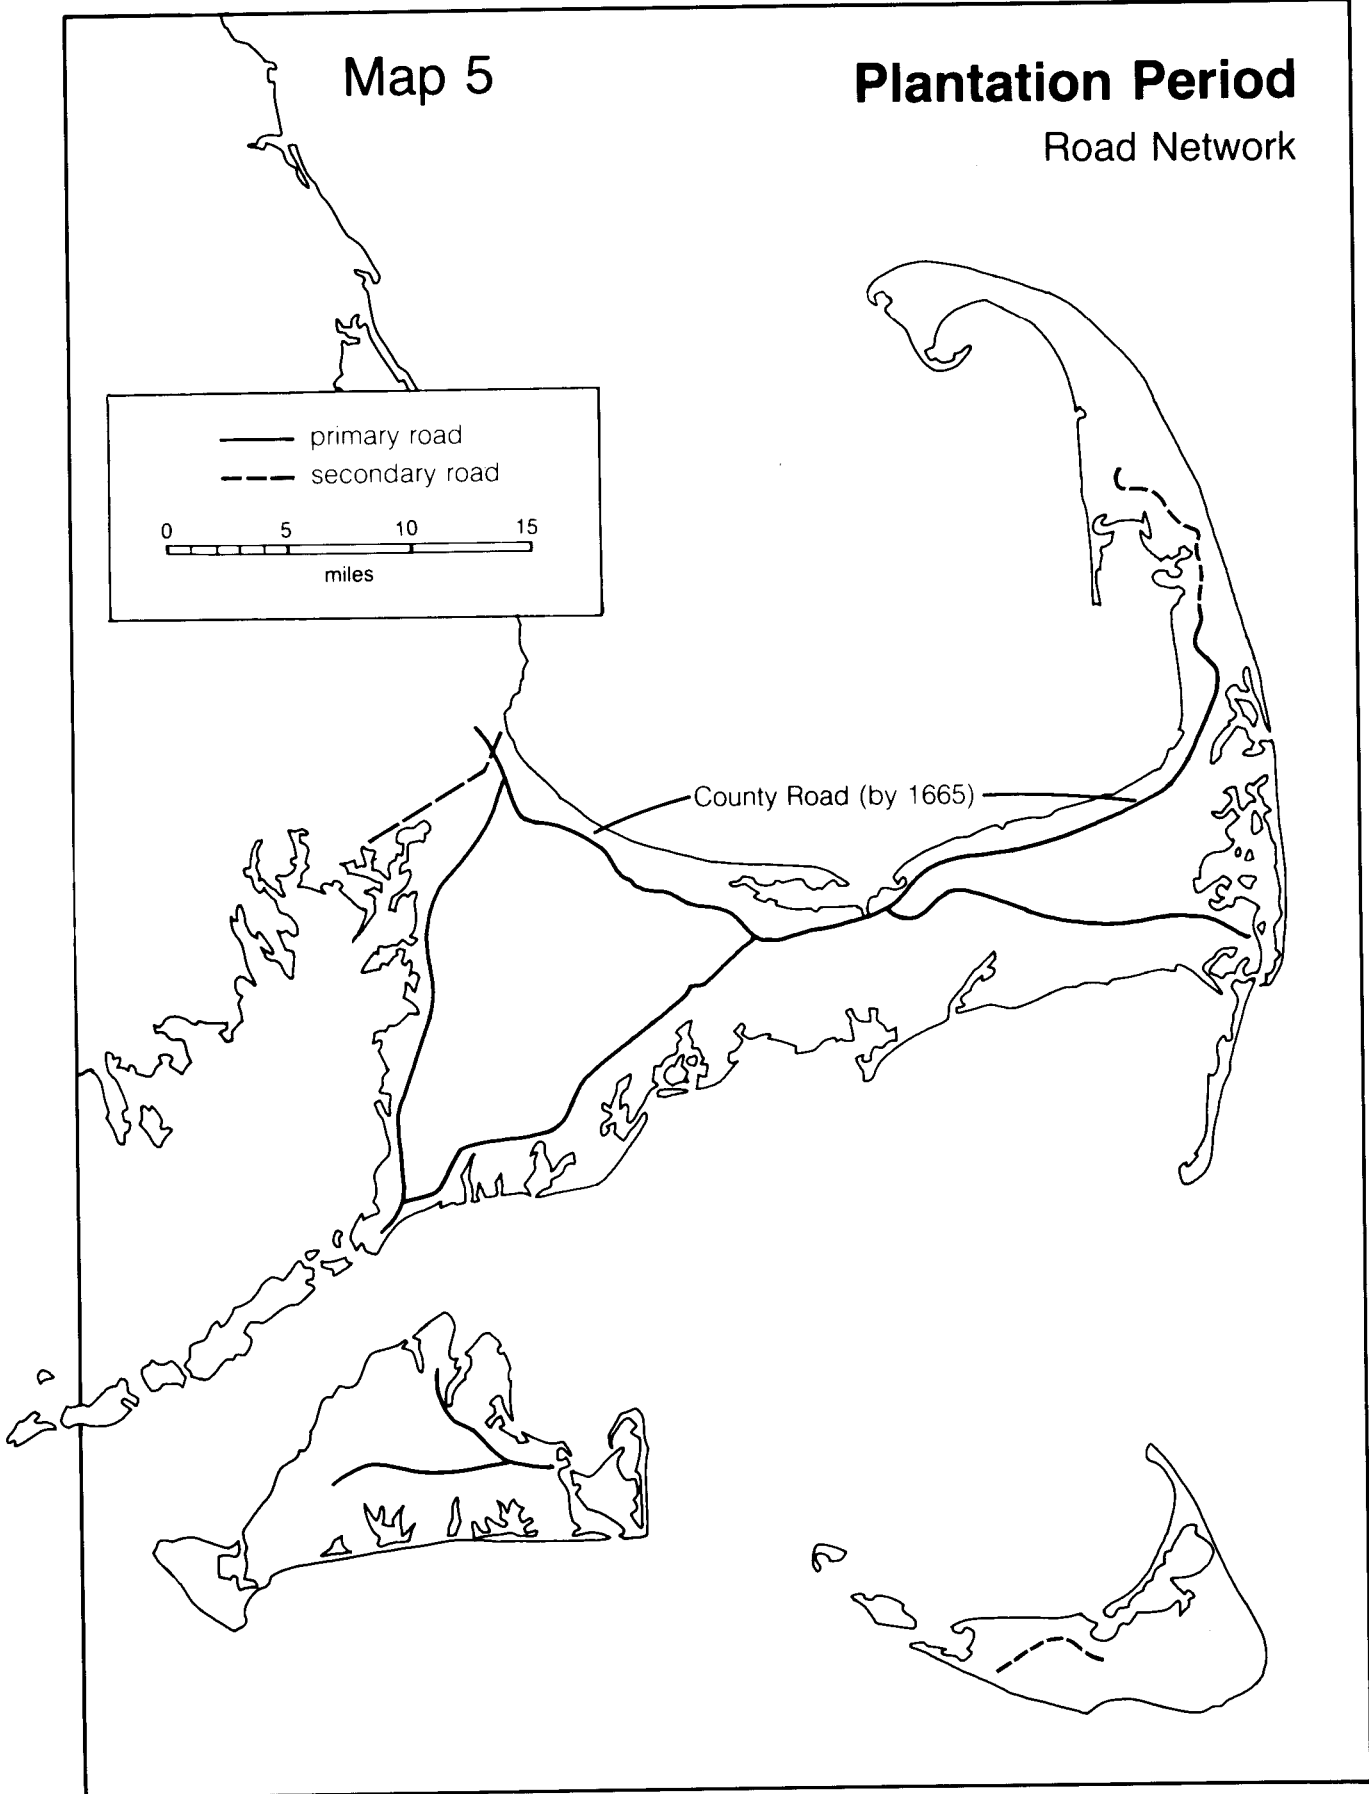 Map 5
Plantation Period
Road Network
primary road
secondary road
0 5 10 15
miles
County Road (by 1665)